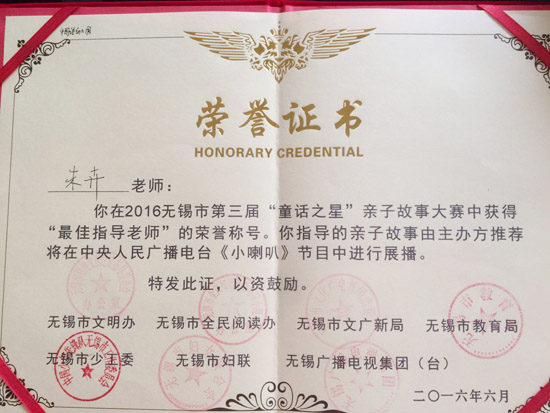 荣誉证书
HONORARY CREDENTIAL
朱卉 老师：
你在2016无锡市第三届“童话之星”亲子故事大赛中获得
“最佳指导老师”的荣誉称号。你指导的亲子故事由主办方推荐
将在中央人民广播电台《小喇叭》节目中进行展播。
特发此证，以资鼓励。
无锡市文明办 无锡市全民阅读办 无锡市文广新局 无锡市教育局
无锡市少工委 无锡市妇联 无锡广播电视集团（台）
二〇一六年六月